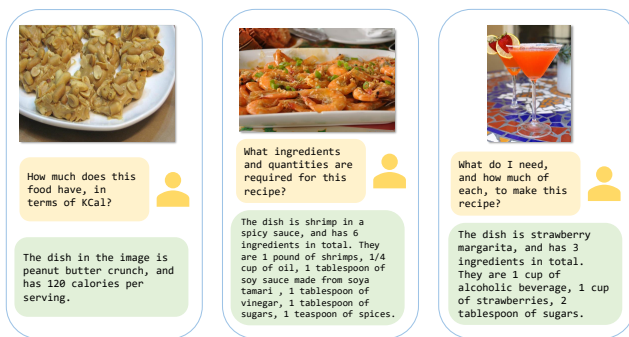 How much does this
food have, in
terms of KCal?
The dish in the image is
peanut butter crunch, and
has 120 calories per
serving.
What ingredients
and quantities are
required for this
recipe?
The dish is shrimp in a
spicy sauce, and has 6
ingredients in total. They
are 1 pound of shrimps, 1/4
cup of oil, 1 tablespoon of
soy sauce made from soya
tamari , 1 tablespoon of
vinegar, 1 tablespoon of
sugars, 1 teaspoon of spices.
What do I need,
and how much of
each, to make this
recipe?
The dish is strawberry
margarita, and has 3
ingredients in total.
They are 1 cup of
alcoholic beverage, 1 cup
of strawberries, 2
tablespoon of sugars.